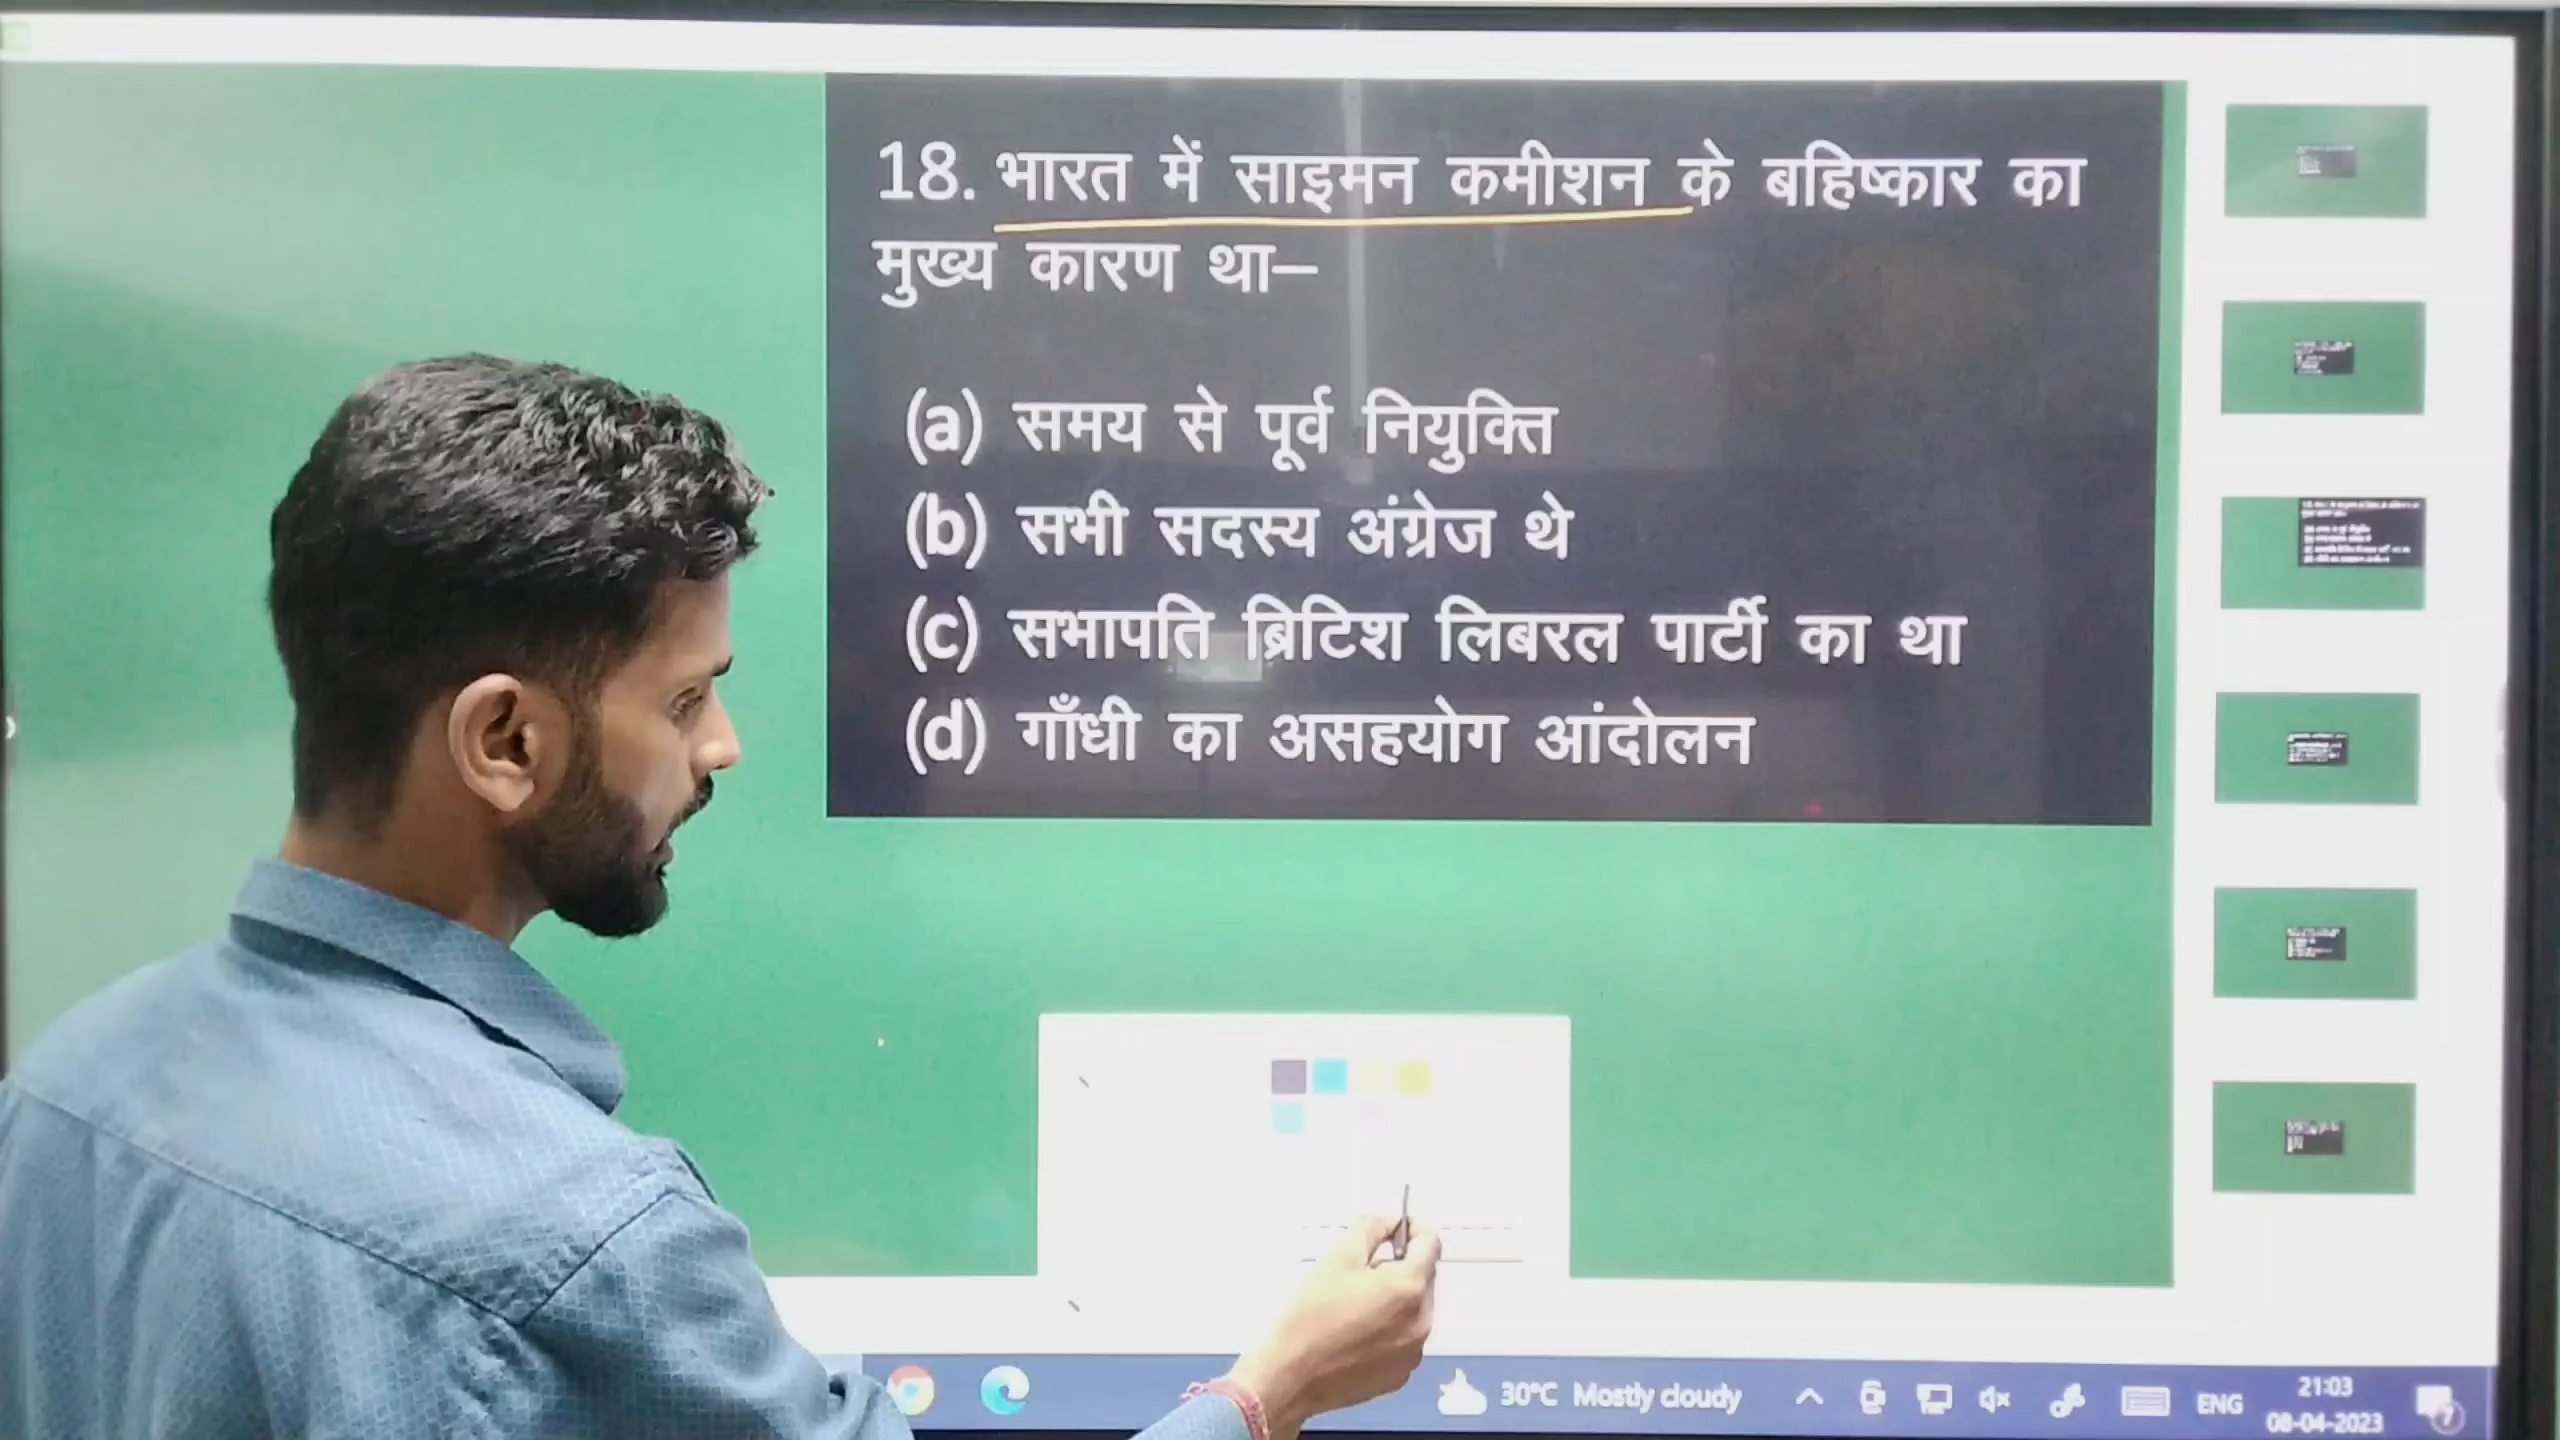 18. भारत में साइमन कमीशन के बहिष्कार का
मुख्य कारण था–
(a) समय से पूर्व नियुक्ति
(b) सभी सदस्य अंग्रेज थे
(c) सभापति ब्रिटिश लिबरल पार्टी का था
(d) गाँधी का असहयोग आंदोलन
30°C Mostly cloudy
ENG
21:03
08-04-2023